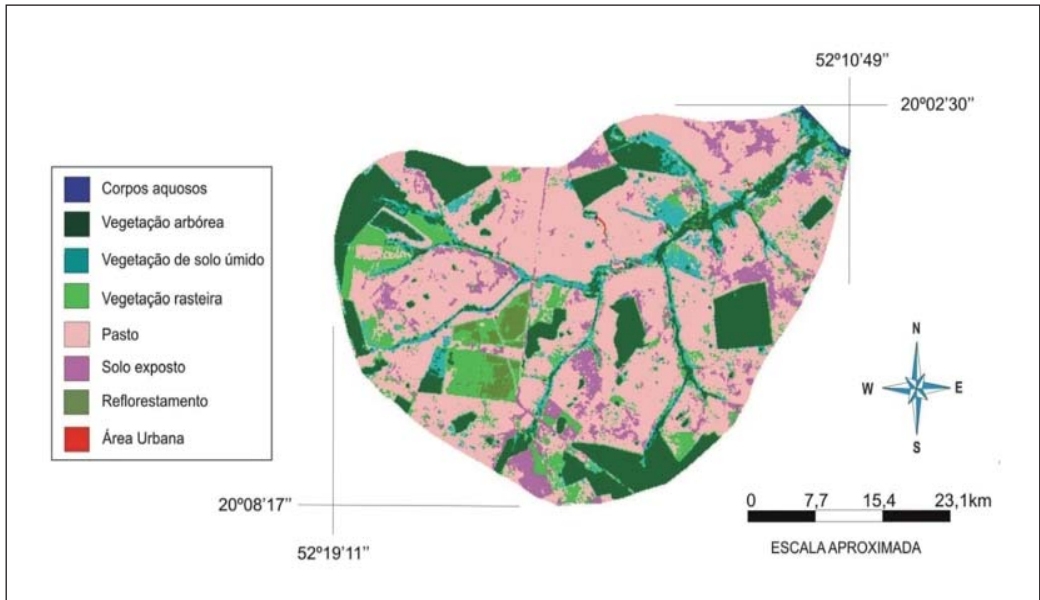 52º10'49''
20º02'30''
Corpos aquosos
Vegetação arbórea
Vegetação de solo úmido
Vegetação rasteira
Pasto
Solo exposto
Reflorestamento
Área Urbana
N
W
E
S
20º08'17''
52º19'11''
0 7,7 15,4 23,1km
ESCALA APROXIMADA